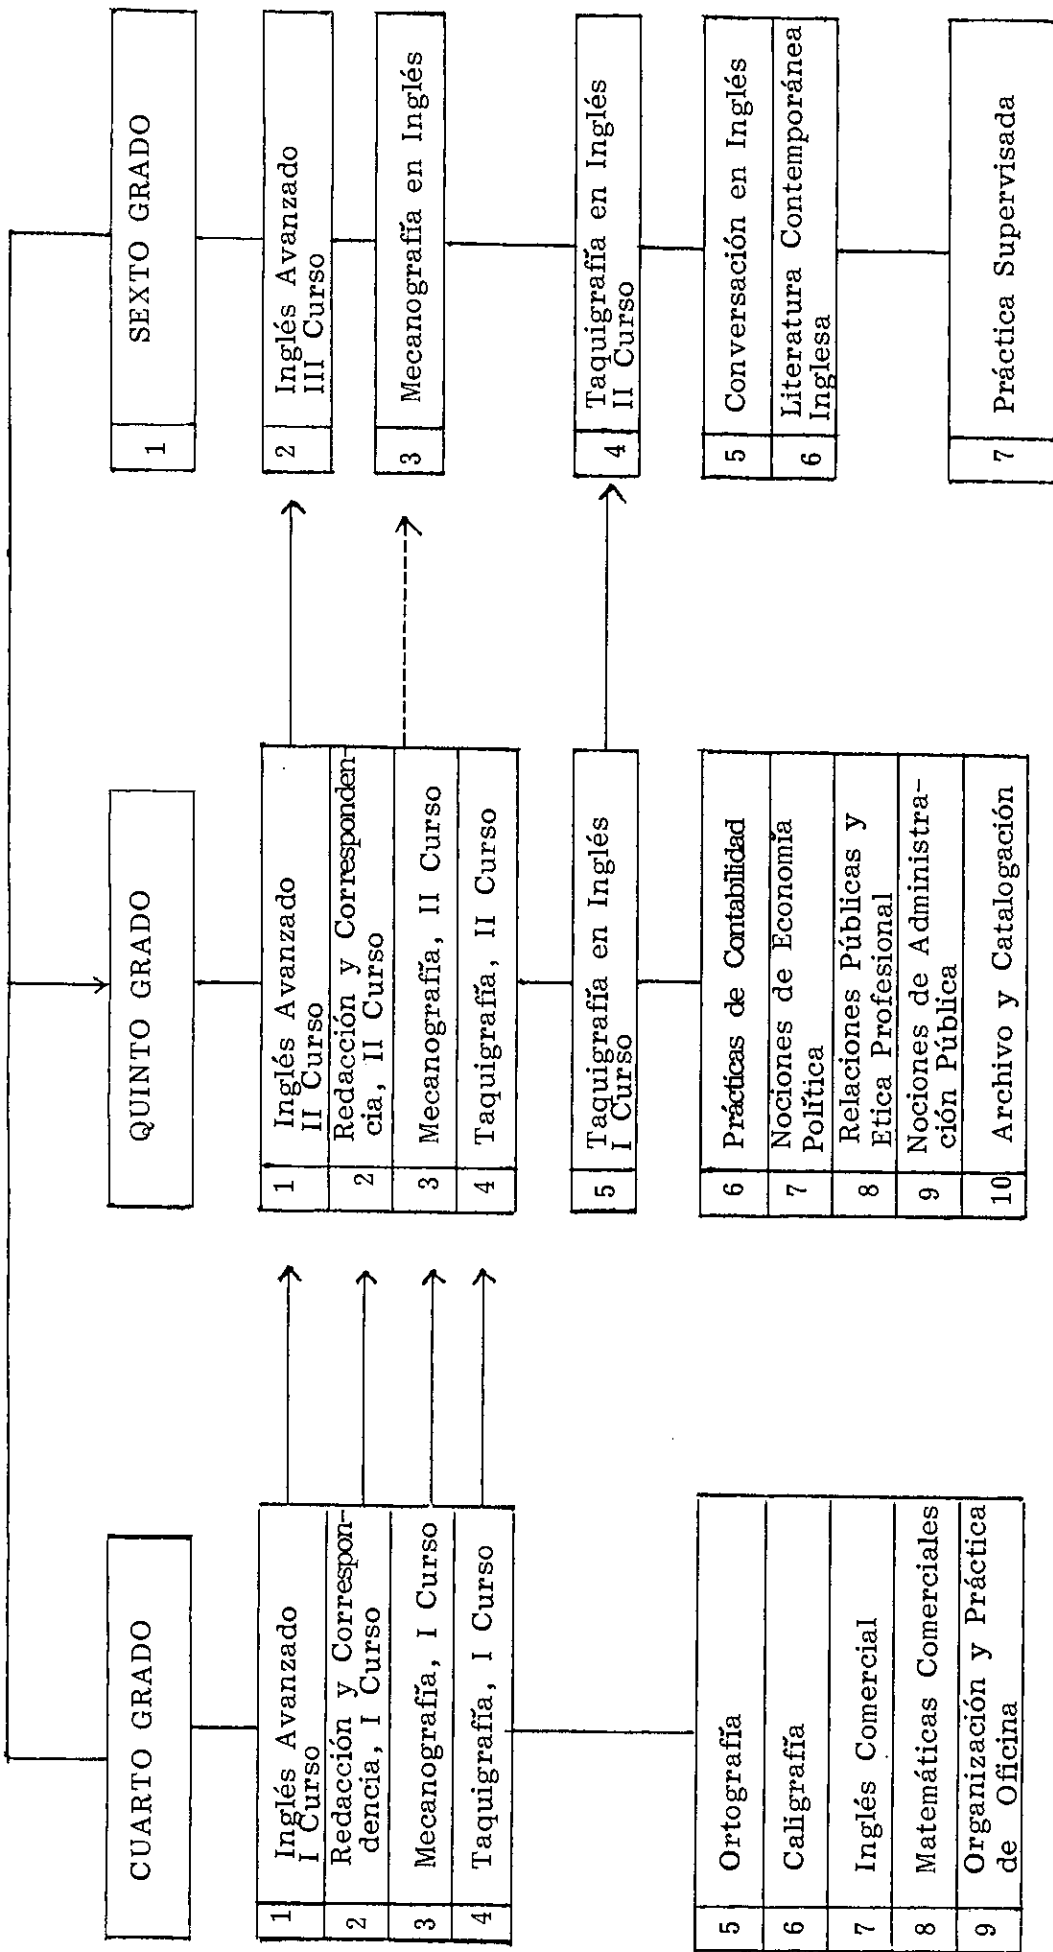 CUARTO GRADO
1 Inglés Avanzado
I Curso
2 Redacción y Correspon-
dencia, I Curso
3 Mecanografía, I Curso
4 Taquigrafía, I Curso
5 Ortografía
6 Caligrafía
7 Inglés Comercial
8 Matemáticas Comerciales
9 Organización y Práctica
de Oficina
QUINTO GRADO
1 Inglés Avanzado
II Curso
2 Redacción y Corresponden-
cia, II Curso
3 Mecanografía, II Curso
4 Taquigrafía, II Curso
5 Taquigrafía en Inglés
I Curso
6 Prácticas de Contabilidad
7 Nociones de Economía
Política
8 Relaciones Públicas y
Etica Profesional
9 Nociones de Administra-
ción Pública
10 Archivo y Catalogación
1 SEXTO GRADO
2 Inglés Avanzado
III Curso
3 Mecanografía en Inglés
4 Taquigrafía en Inglés
II Curso
5 Conversación en Inglés
6 Literatura Contemporánea
Inglesa
7 Práctica Supervisada